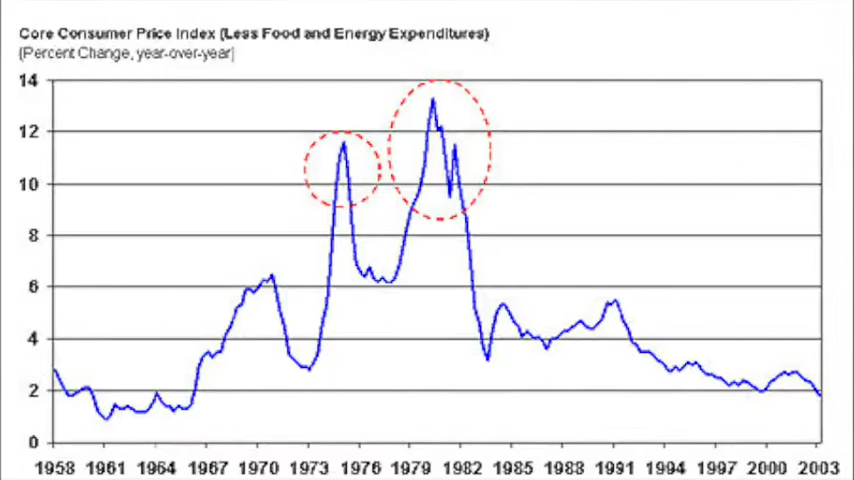 Core Consumer Price Index (Less Food and Energy Expenditures)
(Percent Change, year-over-year)
14
12
10
8
6
4
2
0
1958 1961 1964 1967 1970 1973 1976 1979 1982 1985 1988 1991 1994 1997 2000 2003